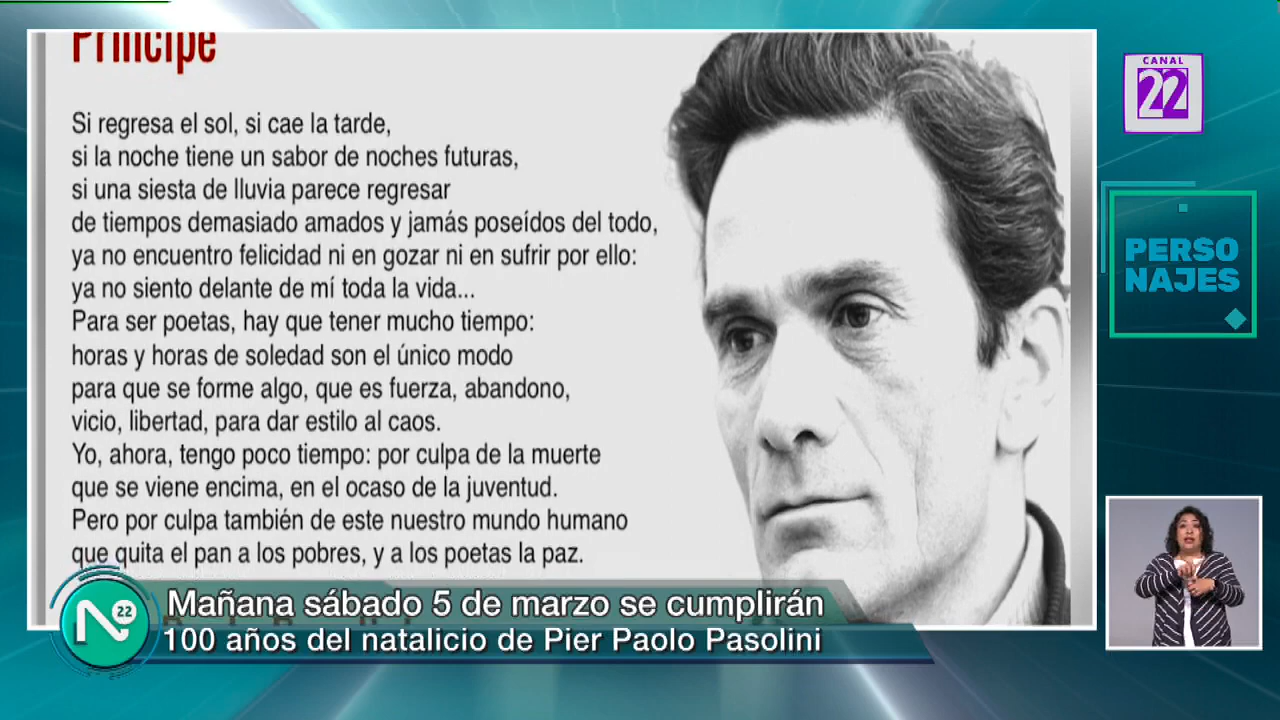 Príncipe
Si regresa el sol, si cae la tarde,
si la noche tiene un sabor de noches futuras,
si una siesta de lluvia parece regresar
de tiempos demasiado amados y jamás poseídos del todo,
ya no encuentro felicidad ni en gozar ni en sufrir por ello:
ya no siento delante de mí toda la vida...
Para ser poetas, hay que tener mucho tiempo:
horas y horas de soledad son el único modo
para que se forme algo, que es fuerza, abandono,
vicio, libertad, para dar estilo al caos.
Yo, ahora, tengo poco tiempo: por culpa de la muerte
que se viene encima, en el ocaso de la juventud.
Pero por culpa también de este nuestro mundo humano
que quita el pan a los pobres, y a los poetas la paz.
CANAL
22
PERSO
NAJES
N22
Mañana sábado 5 de marzo se cumplirán
100 años del natalicio de Pier Paolo Pasolini